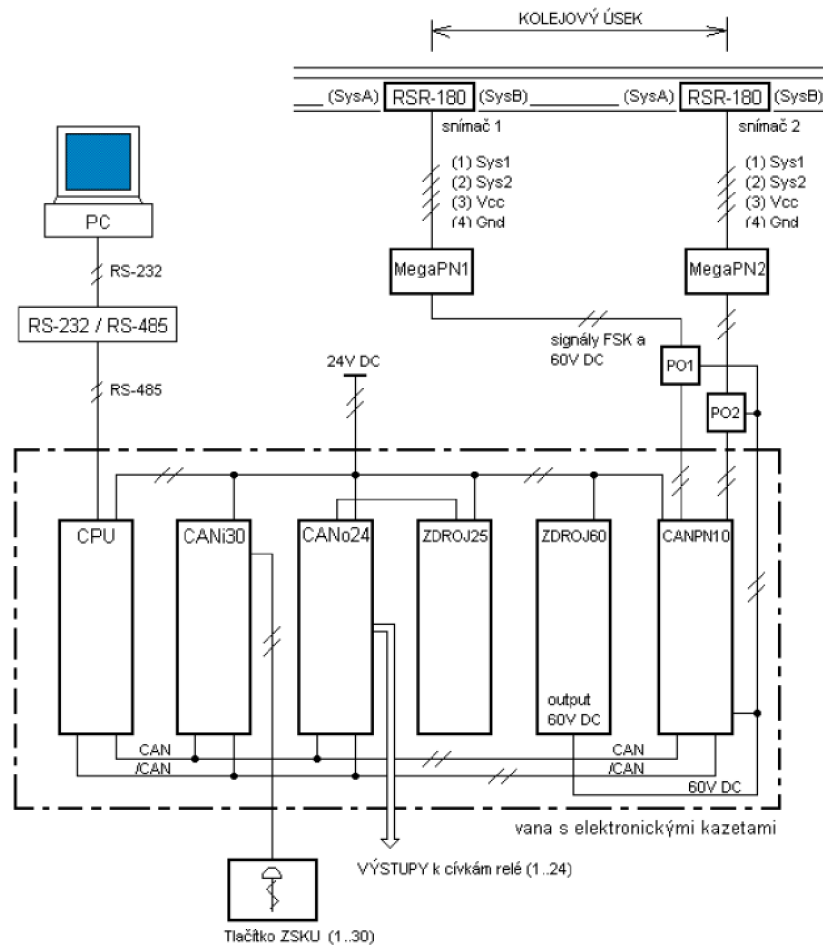 KOLEJOVÝ ÚSEK
(SysA) RSR-180 (SysB) (SysA) RSR-180 (SysB)
snímač 1 snímač 2
(1) Sys1 (1) Sys1
(2) Sys2 (2) Sys2
(3) Vcc (3) Vcc
(4) Gnd (4) Gnd
PC
MegaPN1 MegaPN2
RS-232
RS-232 / RS-485
signály FSK a
60V DC
24V DC
PO1
RS-485
PO2
CPU CANi30 CANo24 ZDROJ25 ZDROJ60 CANPN10
output
60V DC
CAN CAN
/CAN /CAN
60V DC
vana s elektronickými kazetami
VÝSTUPY k cívkám relé (1..24)
Tlačítko ZSKU (1..30)